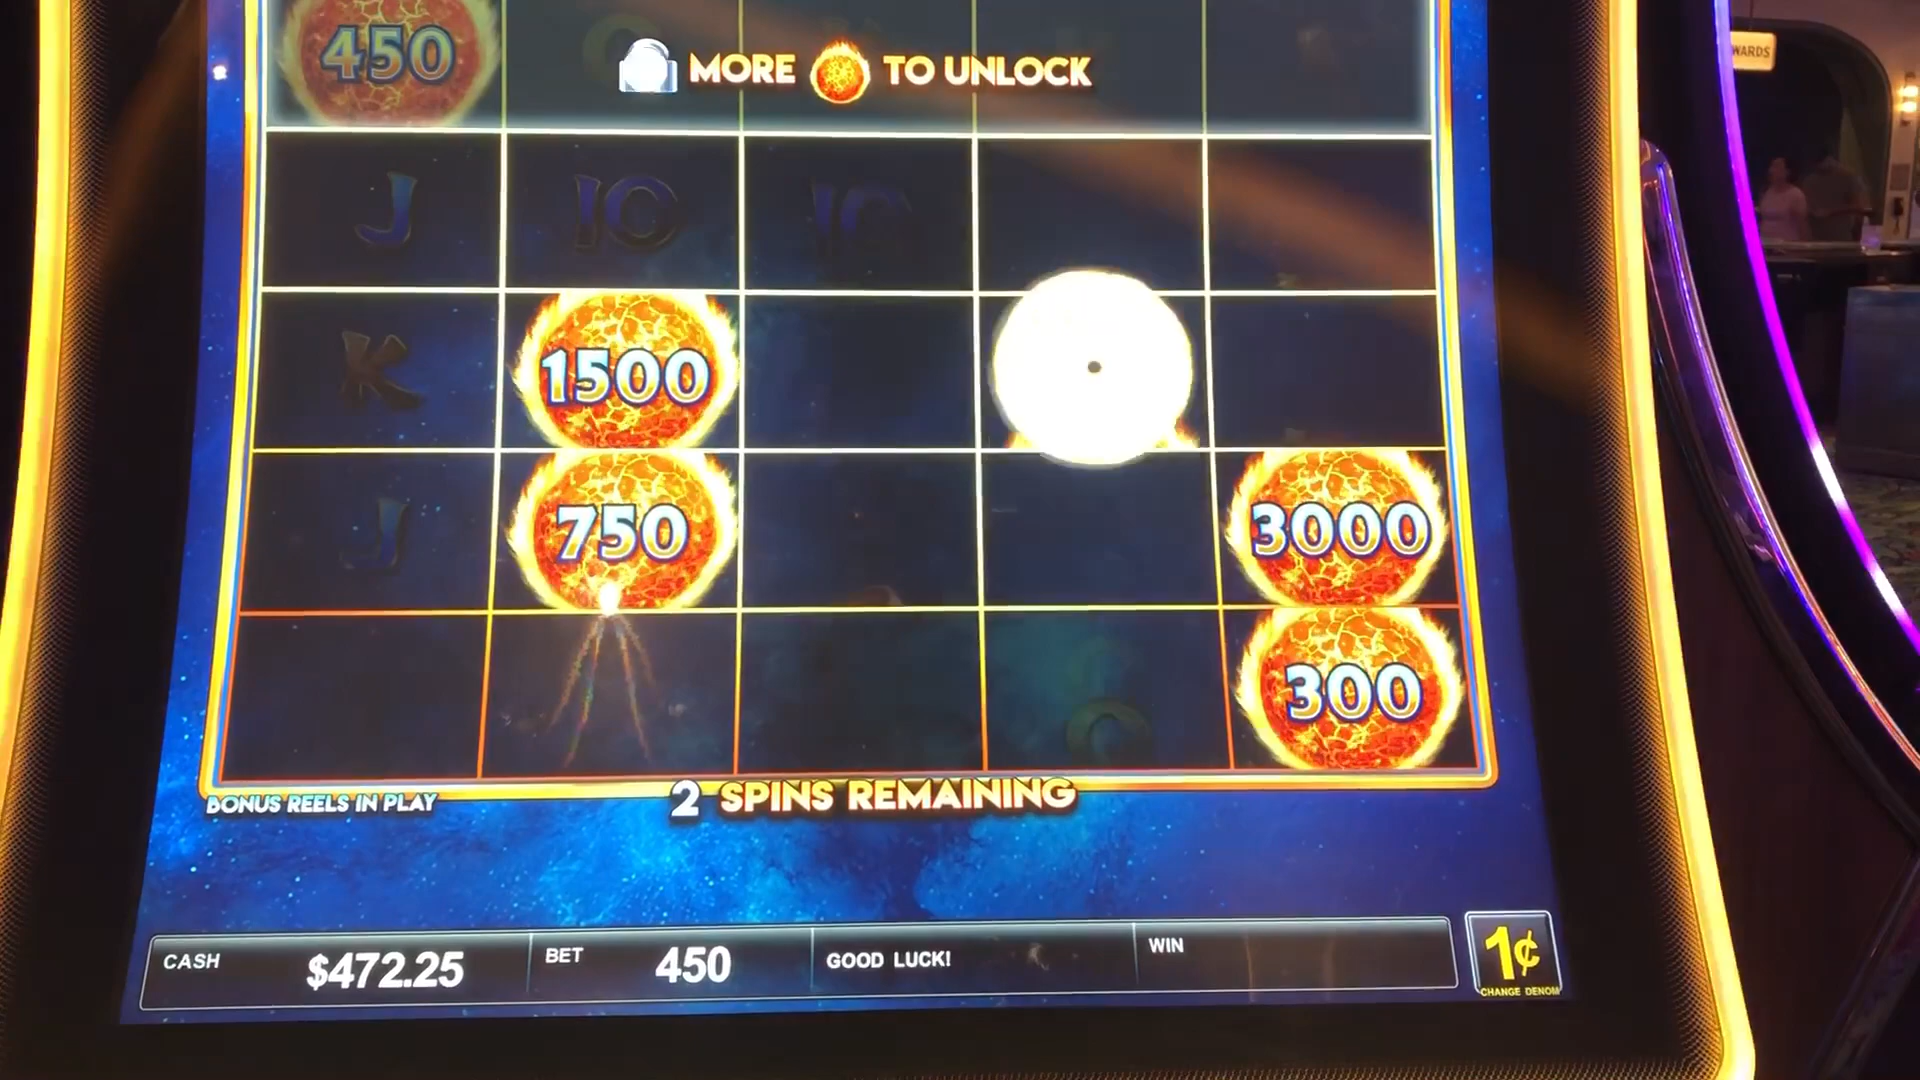 450
MORE TO UNLOCK
WARDS
J 10 10
K 1500
J 750 3000
300
BONUS REELS IN PLAY
2 SPINS REMAINING
CASH $472.25 BET 450 GOOD LUCK! WIN 1¢
CHANGE DENOM